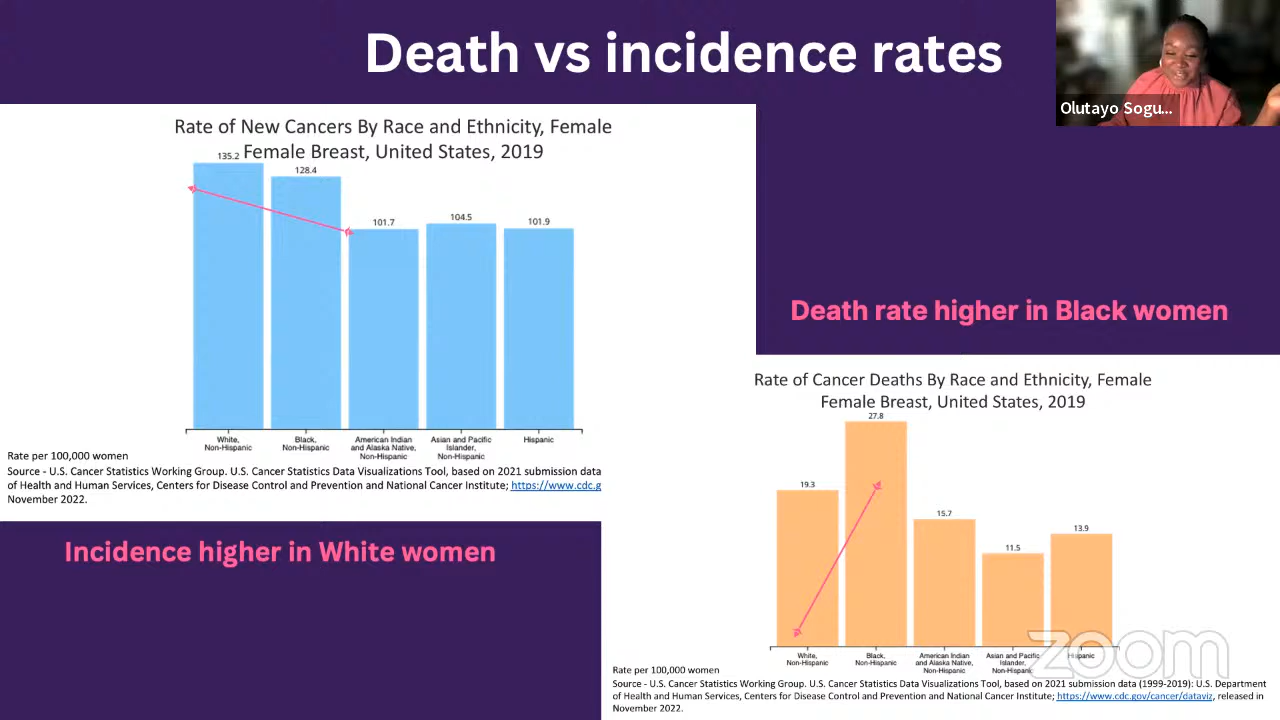 Death vs incidence rates
Olutayo Sogu...
Rate of New Cancers By Race and Ethnicity, Female
Female Breast, United States, 2019
135.2
128.4
101.7
104.5
101.9
White,
Non-Hispanic
Black,
Non-Hispanic
American Indian
and Alaska Native,
Non-Hispanic
Asian and Pacific
Islander,
Non-Hispanic
Hispanic
Rate per 100,000 women
Source - U.S. Cancer Statistics Working Group. U.S. Cancer Statistics Data Visualizations Tool, based on 2021 submission data
of Health and Human Services, Centers for Disease Control and Prevention and National Cancer Institute; https://www.cdc.g
November 2022.
Incidence higher in White women
Death rate higher in Black women
Rate of Cancer Deaths By Race and Ethnicity, Female
Female Breast, United States, 2019
19.3
27.8
15.7
11.5
13.9
White,
Non-Hispanic
Black,
Non-Hispanic
American Indian
and Alaska Native,
Non-Hispanic
Asian and Pacific
Islander,
Non-Hispanic
Hispanic
zoom
Rate per 100,000 women
Source - U.S. Cancer Statistics Working Group. U.S. Cancer Statistics Data Visualizations Tool, based on 2021 submission data (1999-2019): U.S. Department
of Health and Human Services, Centers for Disease Control and Prevention and National Cancer Institute; https://www.cdc.gov/cancer/dataviz, released in
November 2022.